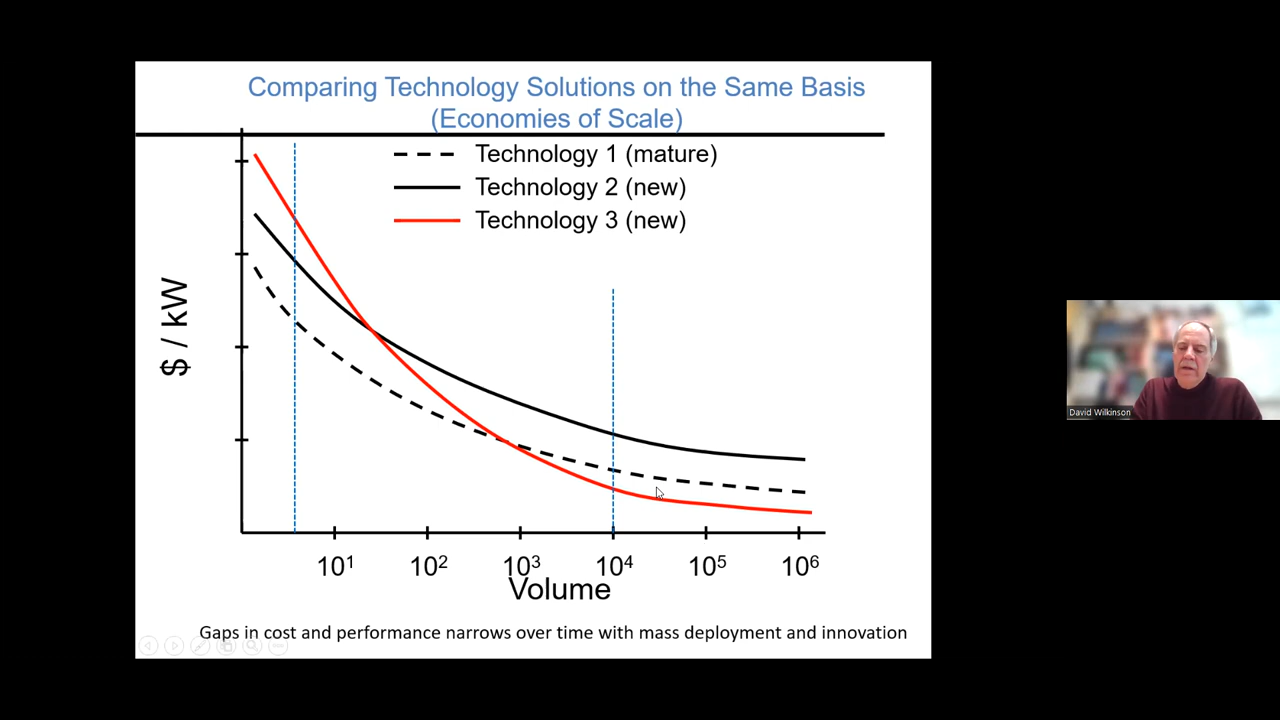 Comparing Technology Solutions on the Same Basis
(Economies of Scale)
Technology 1 (mature)
Technology 2 (new)
Technology 3 (new)
$ / kW
10¹ 10² 10³ 10⁴ 10⁵ 10⁶
Volume
Gaps in cost and performance narrows over time with mass deployment and innovation
David Wilkinson